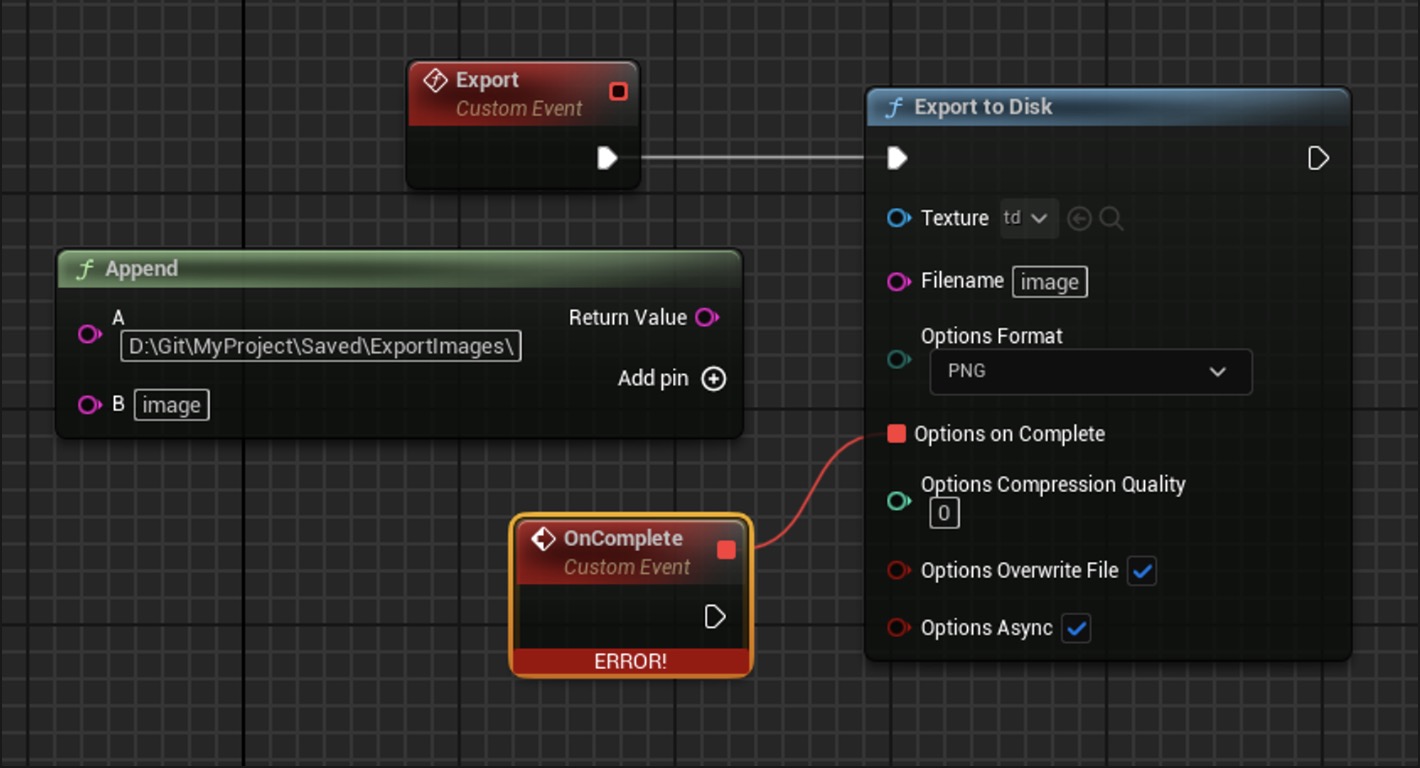 Export
Custom Event
Export to Disk
Texture td
Filename image
Options Format
PNG
Options on Complete
Options Compression Quality
0
Options Overwrite File
Options Async
Append
A
D:\Git\MyProject\Saved\ExportImages\
Return Value
Add pin
B image
OnComplete
Custom Event
ERROR!